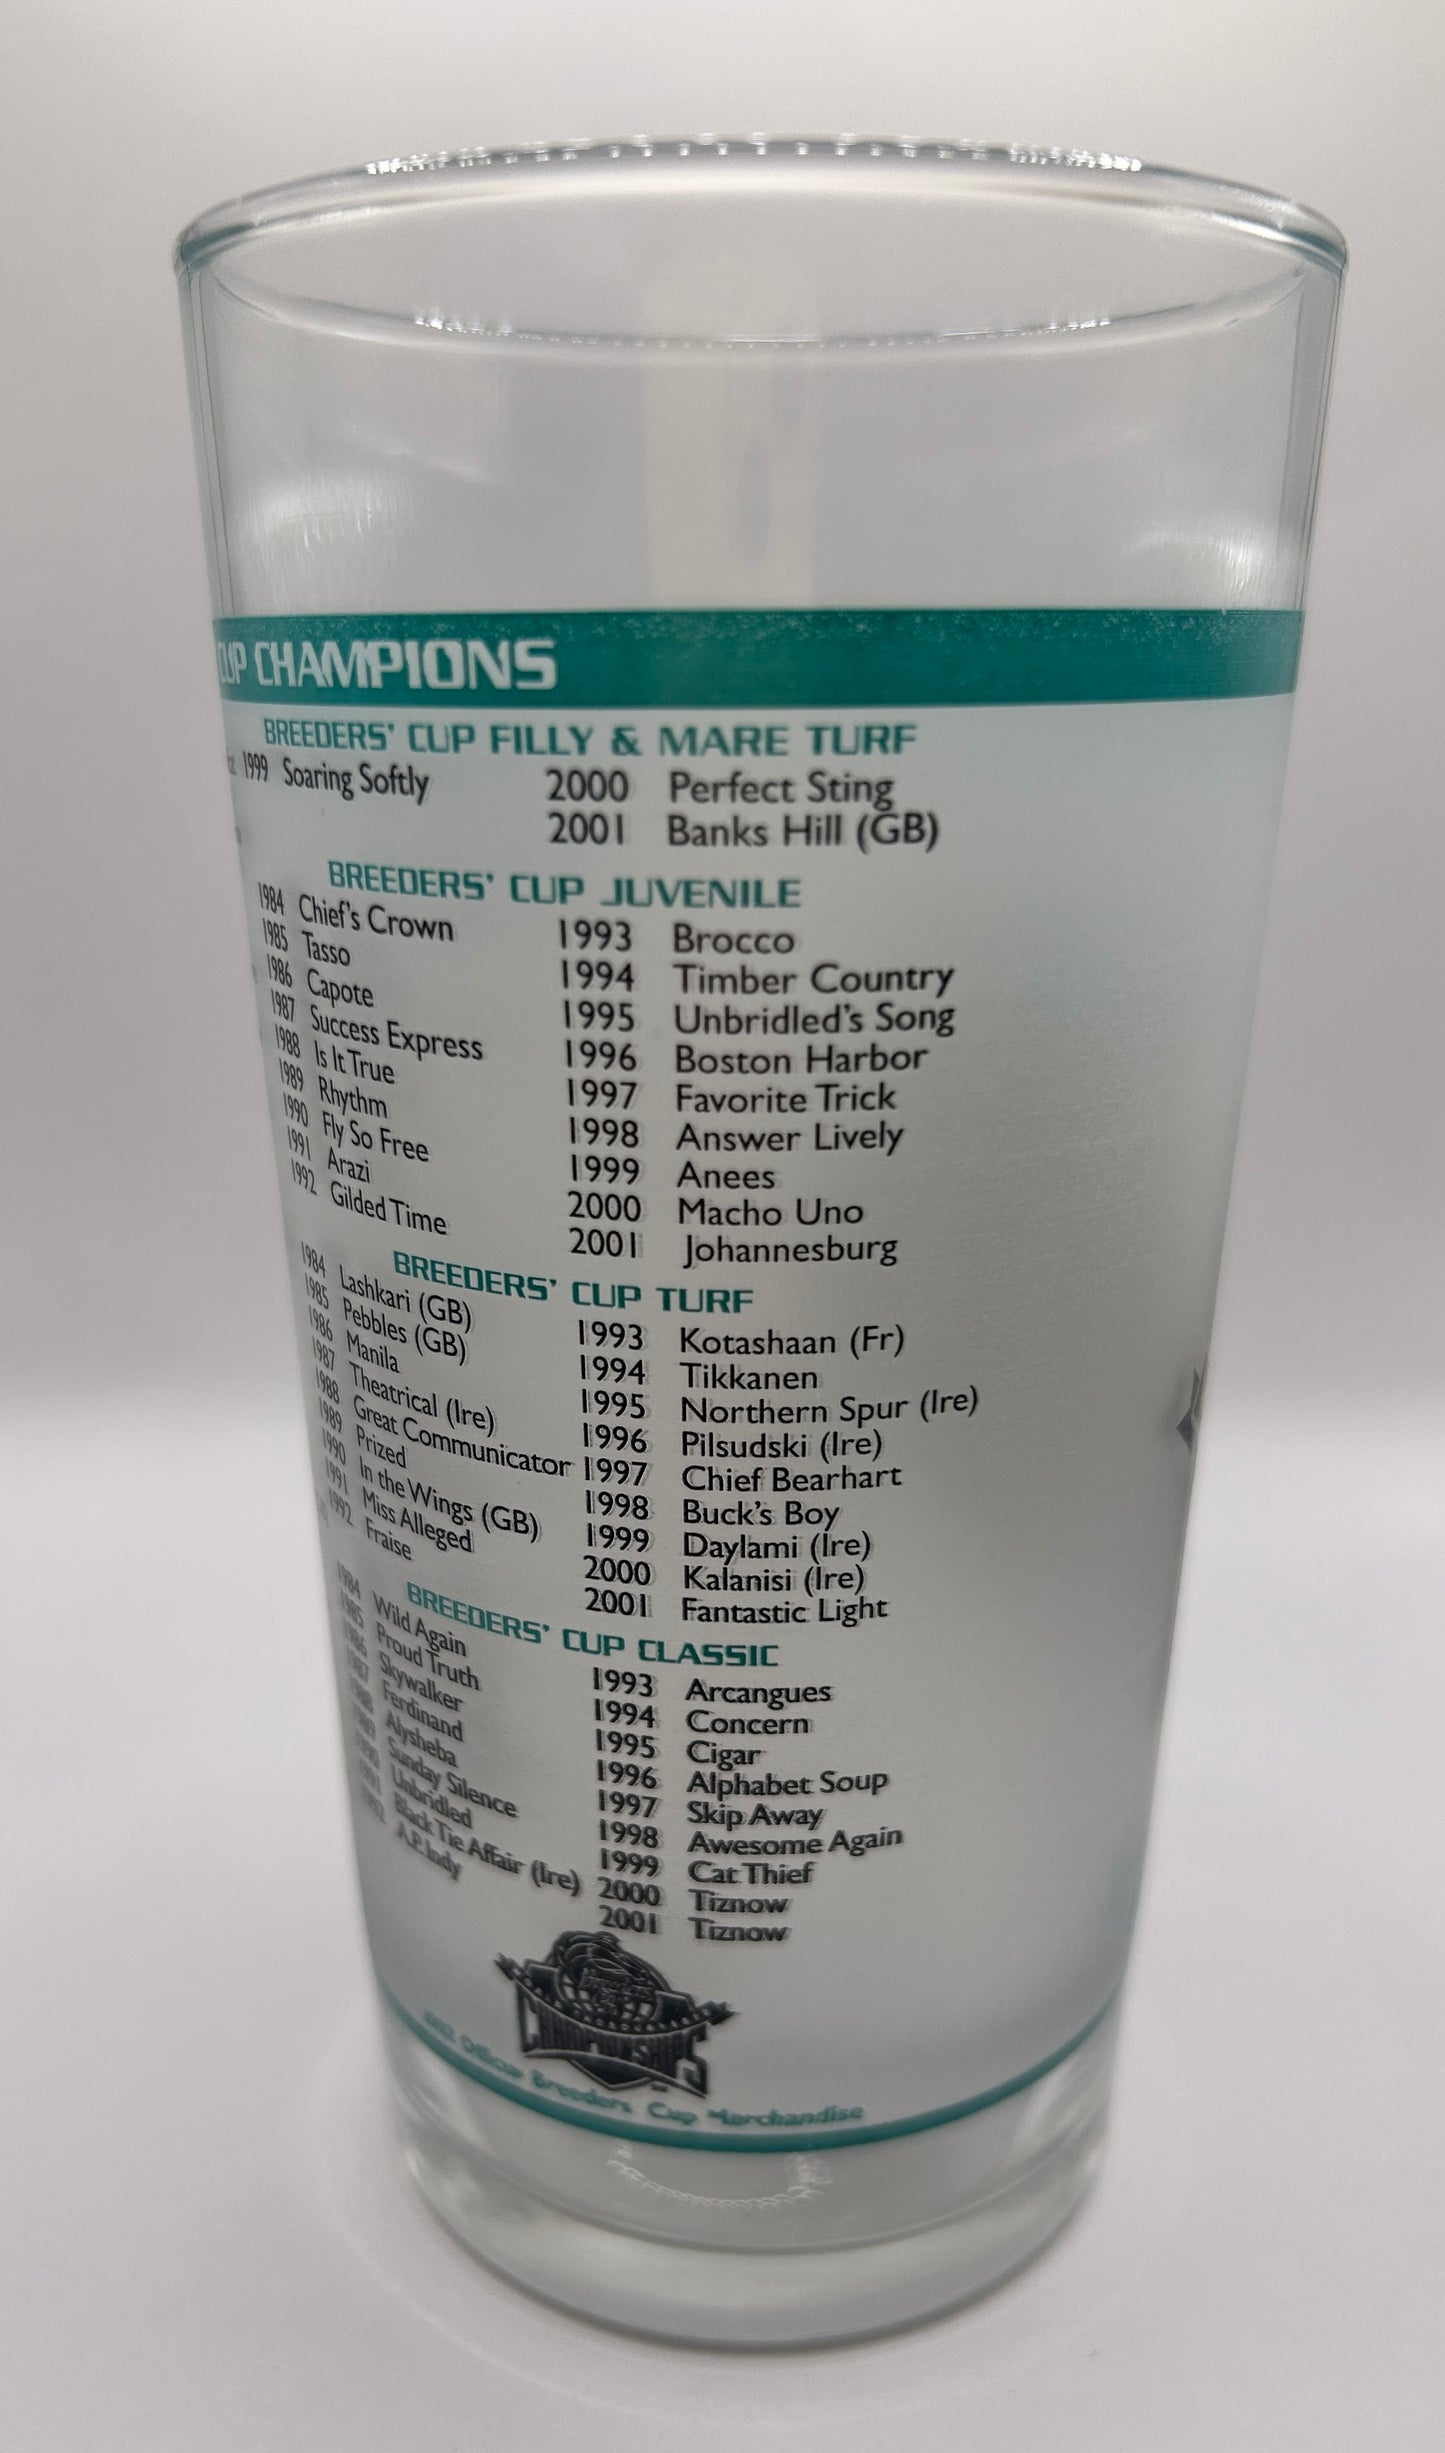 CUP CHAMPIONS
BREEDERS' CUP FILLY & MARE TURF
1999 Soaring Softly 2000 Perfect Sting
2001 Banks Hill (GB)
BREEDERS' CUP JUVENILE
1984 Chief's Crown 1993 Brocco
1985 Tasso 1994 Timber Country
1986 Capote 1995 Unbridled's Song
1987 Success Express 1996 Boston Harbor
1988 Is It True 1997 Favorite Trick
1989 Rhythm 1998 Answer Lively
1990 Fly So Free 1999 Anees
1991 Arazi 2000 Macho Uno
1992 Gilded Time 2001 Johannesburg
BREEDERS' CUP TURF
1984 Lashkari (GB) 1993 Kotashaan (Fr)
1985 Pebbles (GB) 1994 Tikkanen
1986 Manila 1995 Northern Spur (Ire)
1987 Theatrical (Ire) 1996 Pilsudski (Ire)
1988 Great Communicator 1997 Chief Bearhart
1989 Prized 1998 Buck's Boy
1990 In the Wings (GB) 1999 Daylami (Ire)
1991 Miss Alleged 2000 Kalanisi (Ire)
1992 Fraise 2001 Fantastic Light
BREEDERS' CUP CLASSIC
1984 Wild Again 1993 Arcangues
1985 Proud Truth 1994 Concern
1986 Skywalker 1995 Cigar
1987 Ferdinand 1996 Alphabet Soup
1988 Alysheba 1997 Skip Away
1989 Sunday Silence 1998 Awesome Again
1990 Unbridled 1999 Cat Thief
1991 Black Tie Affair (Ire) 2000 Tiznow
1992 A.P. Indy 2001 Tiznow
CHAMPIONSHIPS
Official Breeders Cup Merchandise